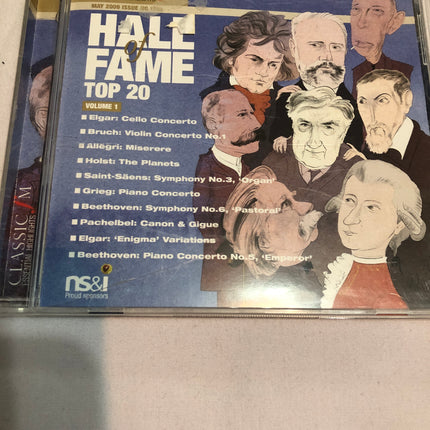 MAY 2006 ISSUE
HALL
of
FAME
TOP 20
VOLUME 1
Elgar: Cello Concerto
Bruch: Violin Concerto No.1
Allegri: Miserere
Holst: The Planets
Saint-Säens: Symphony No.3, 'Organ'
Grieg: Piano Concerto
Beethoven: Symphony No.6, 'Pastoral'
Pachelbel: Canon & Gigue
Elgar: 'Enigma' Variations
Beethoven: Piano Concerto No.5, 'Emperor'
ns&i
Proud sponsors
CLASSIC fM